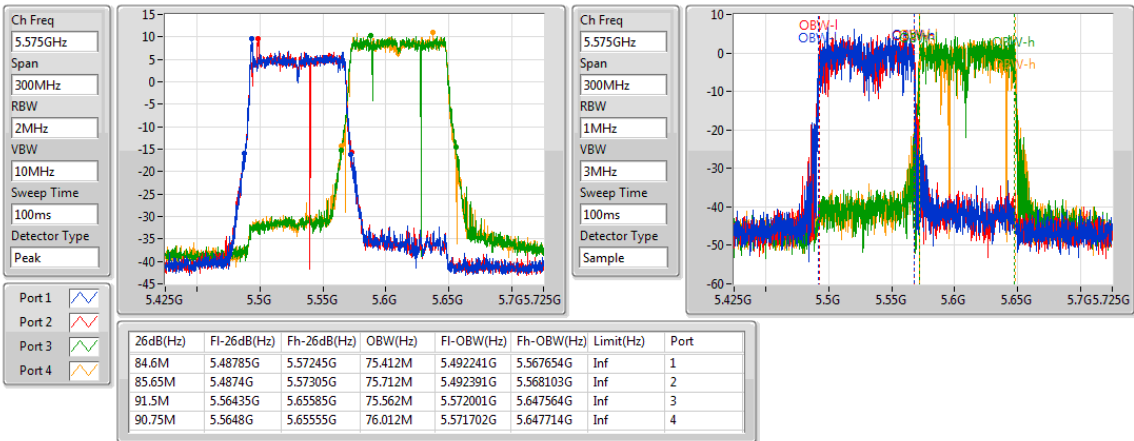 Ch Freq
5.575GHz
Span
300MHz
RBW
2MHz
VBW
10MHz
Sweep Time
100ms
Detector Type
Peak
Port 1
Port 2
Port 3
Port 4
15
10
5
0
-5
-10
-15
-20
-25
-30
-35
-40
-45
5.425G 5.5G 5.55G 5.6G 5.65G 5.7G 5.725G
Ch Freq
5.575GHz
Span
300MHz
RBW
1MHz
VBW
3MHz
Sweep Time
100ms
Detector Type
Sample
10
0
-10
-20
-30
-40
-50
-60
OBW-l
OBW-h
OBW-h
5.425G 5.5G 5.55G 5.6G 5.65G 5.7G 5.725G
26dB(Hz) Fl-26dB(Hz) Fh-26dB(Hz) OBW(Hz) Fl-OBW(Hz) Fh-OBW(Hz) Limit(Hz) Port
84.6M 5.48785G 5.57245G 75.412M 5.492241G 5.567654G Inf 1
85.65M 5.4874G 5.57305G 75.712M 5.492391G 5.568103G Inf 2
91.5M 5.56435G 5.65585G 75.562M 5.572001G 5.647564G Inf 3
90.75M 5.5648G 5.65555G 76.012M 5.571702G 5.647714G Inf 4